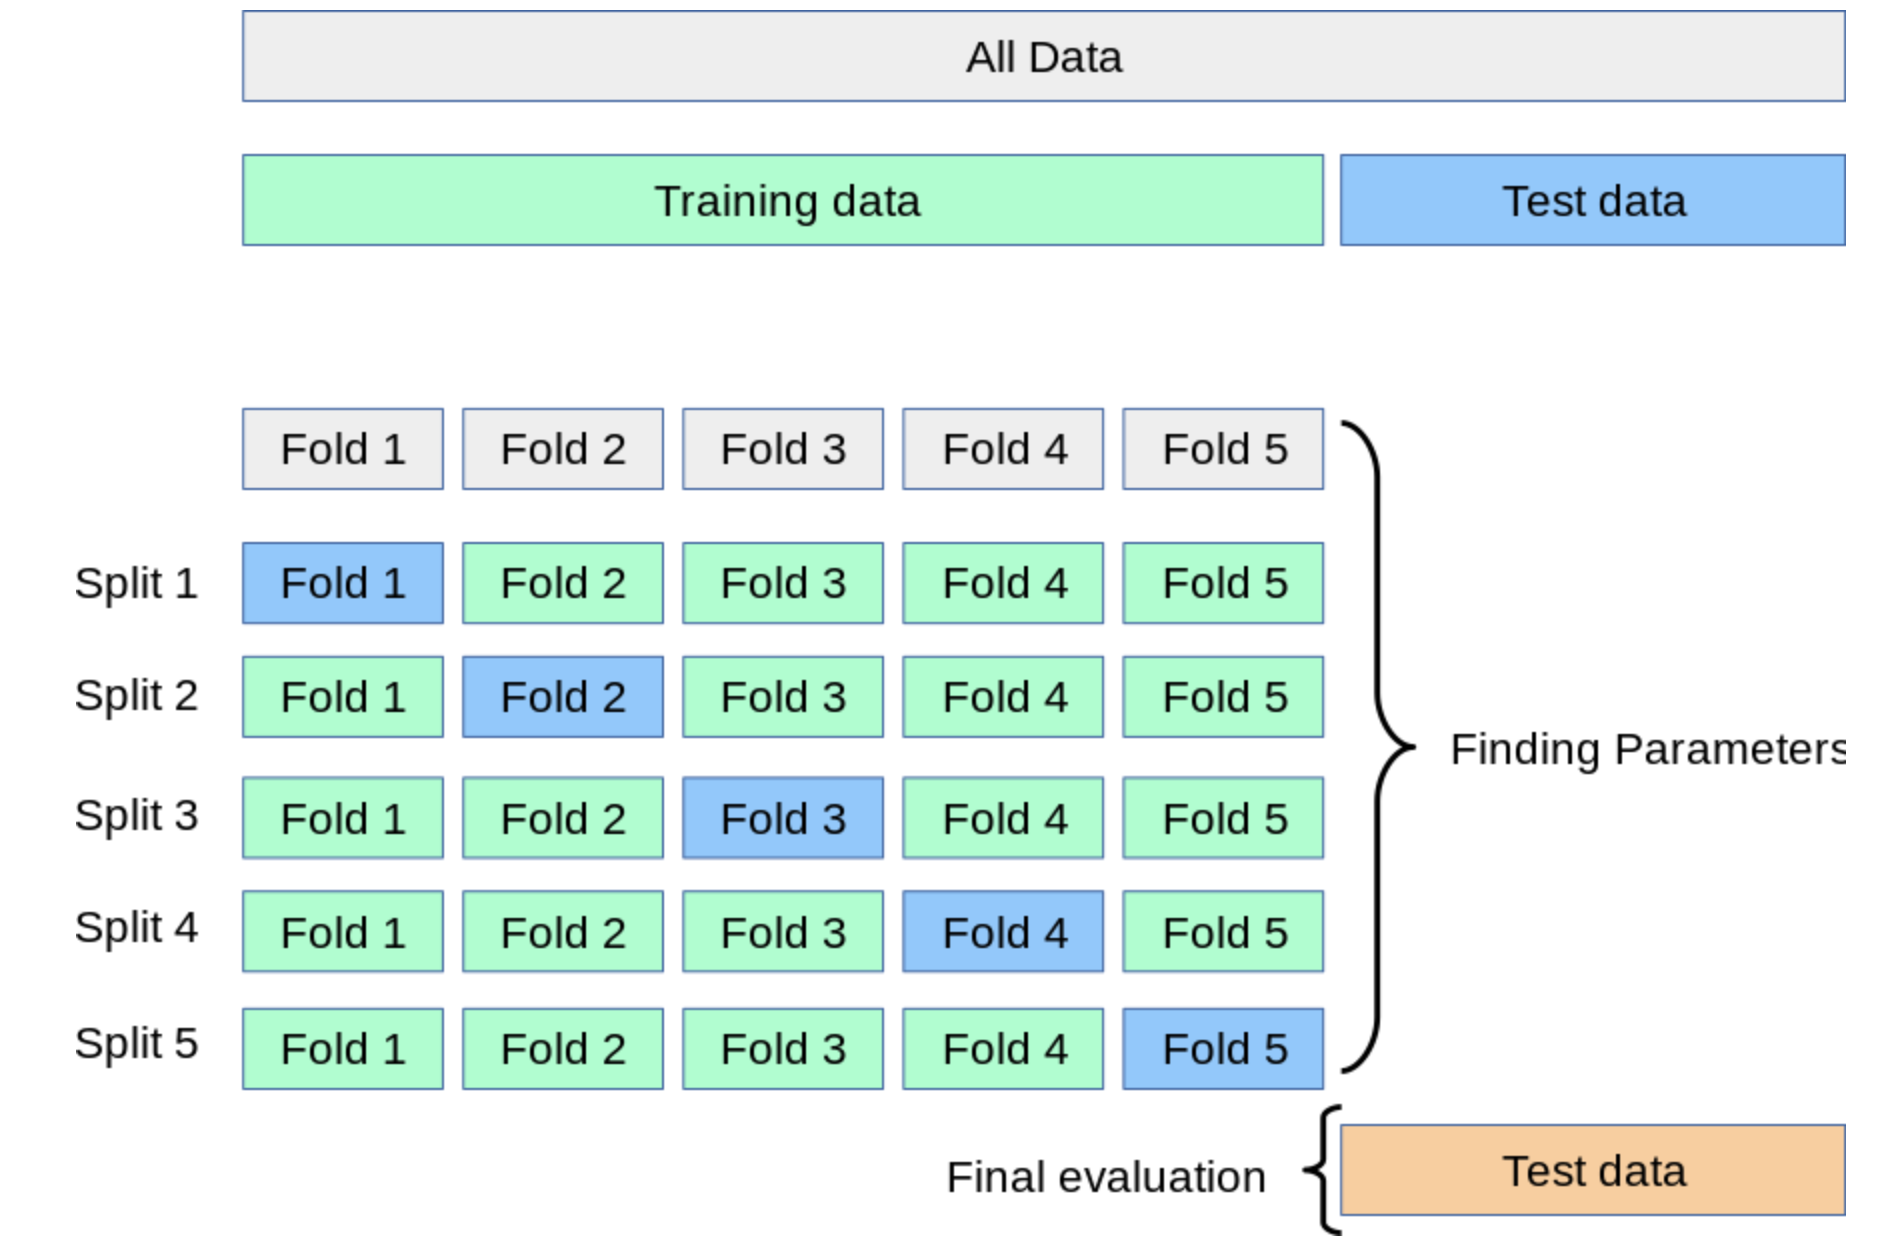 All Data
Training data Test data
Fold 1 Fold 2 Fold 3 Fold 4 Fold 5
Split 1 Fold 1 Fold 2 Fold 3 Fold 4 Fold 5
Split 2 Fold 1 Fold 2 Fold 3 Fold 4 Fold 5
Finding Parameters
Split 3 Fold 1 Fold 2 Fold 3 Fold 4 Fold 5
Split 4 Fold 1 Fold 2 Fold 3 Fold 4 Fold 5
Split 5 Fold 1 Fold 2 Fold 3 Fold 4 Fold 5
Final evaluation Test data